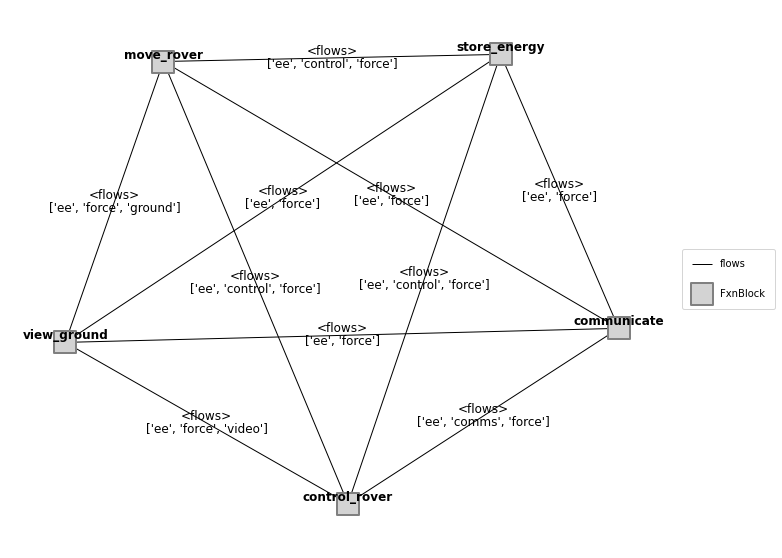 move_rover
store_energy
<flows>
['ee', 'control', 'force']
<flows>
['ee', 'force', 'ground']
<flows>
['ee', 'force']
<flows>
['ee', 'force']
<flows>
['ee', 'force']
<flows>
['ee', 'control', 'force']
<flows>
['ee', 'control', 'force']
flows
FxnBlock
view_ground
<flows>
['ee', 'force']
communicate
<flows>
['ee', 'force', 'video']
<flows>
['ee', 'comms', 'force']
control_rover